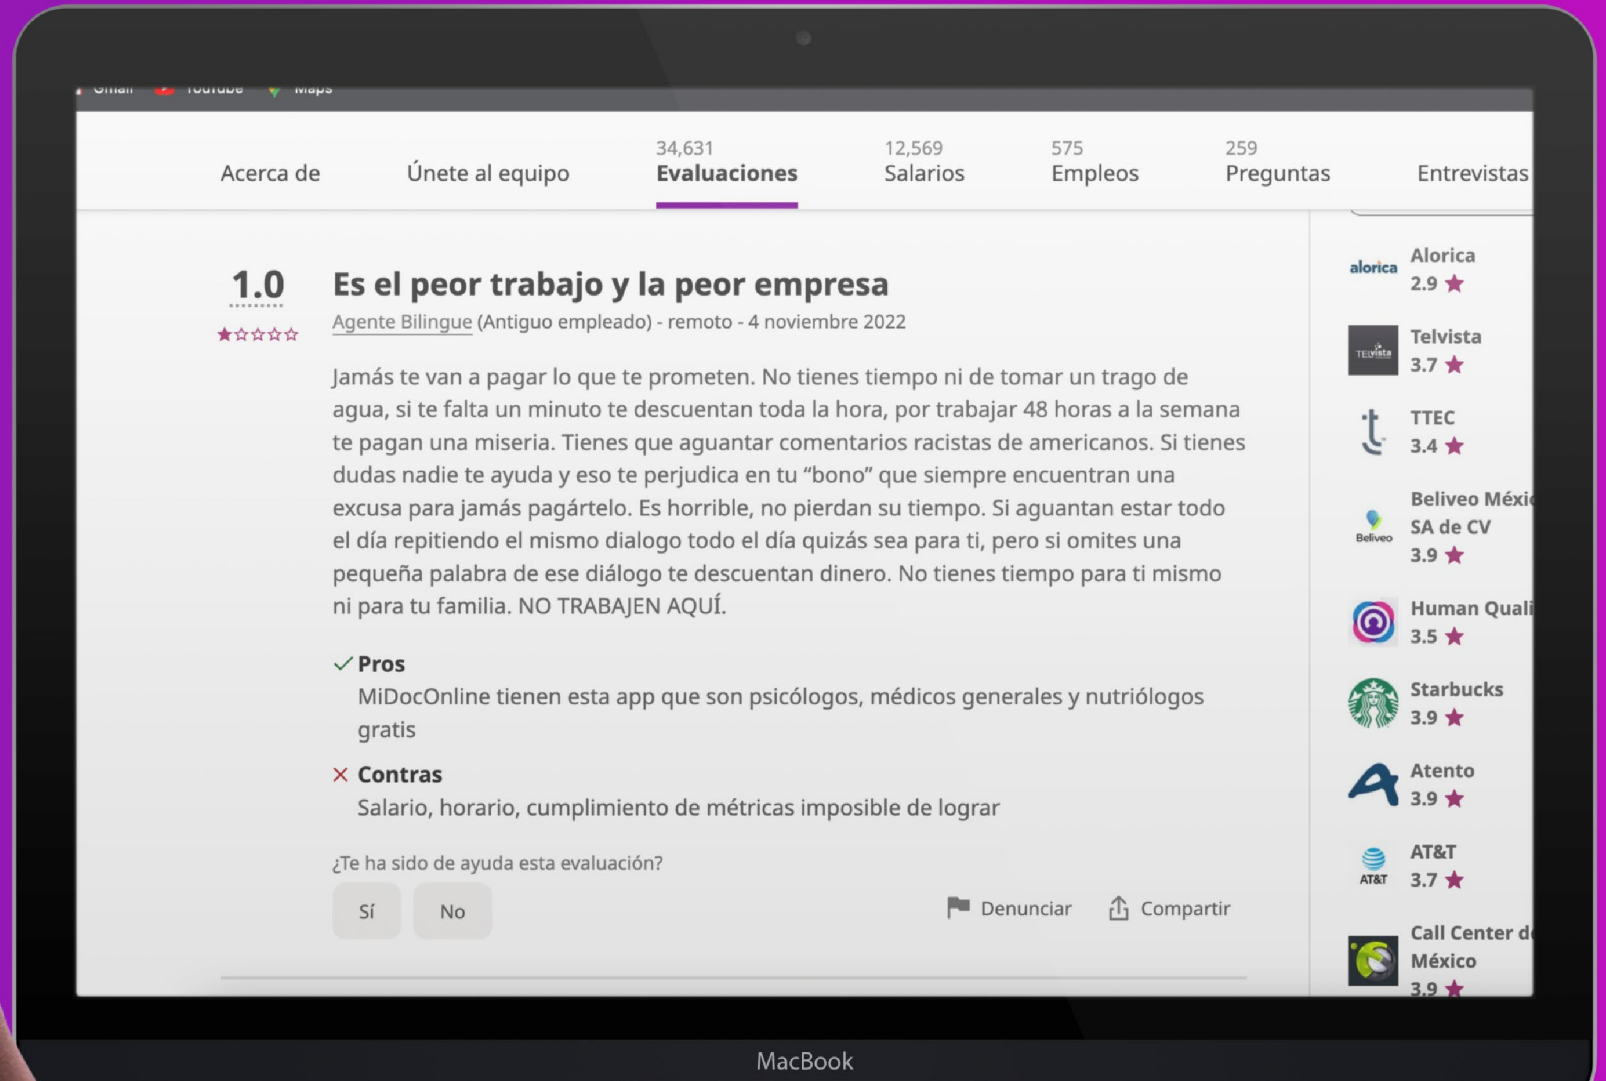 Gmail YouTube Maps
Acerca de
Únete al equipo
34,631
Evaluaciones
12,569
Salarios
575
Empleos
259
Preguntas
Entrevistas
1.0
Es el peor trabajo y la peor empresa
Agente Bilingue (Antiguo empleado) - remoto - 4 noviembre 2022
Jamás te van a pagar lo que te prometen. No tienes tiempo ni de tomar un trago de
agua, si te falta un minuto te descuentan toda la hora, por trabajar 48 horas a la semana
te pagan una miseria. Tienes que aguantar comentarios racistas de americanos. Si tienes
dudas nadie te ayuda y eso te perjudica en tu “bono” que siempre encuentran una
excusa para jamás pagártelo. Es horrible, no pierdan su tiempo. Si aguantan estar todo
el día repitiendo el mismo dialogo todo el día quizás sea para ti, pero si omites una
pequeña palabra de ese diálogo te descuentan dinero. No tienes tiempo para ti mismo
ni para tu familia. NO TRABAJEN AQUÍ.
Pros
MiDocOnline tienen esta app que son psicólogos, médicos generales y nutriólogos
gratis
Contras
Salario, horario, cumplimiento de métricas imposible de lograr
¿Te ha sido de ayuda esta evaluación?
Sí
No
Denunciar
Compartir
alorica
Alorica
2.9
TELvista
Telvista
3.7
t
TTEC
3.4
Beliveo
Beliveo Méxic
SA de CV
3.9
Human Quali
3.5
Starbucks
3.9
Atento
3.9
AT&T
AT&T
3.7
Call Center d
México
3.9
MacBook